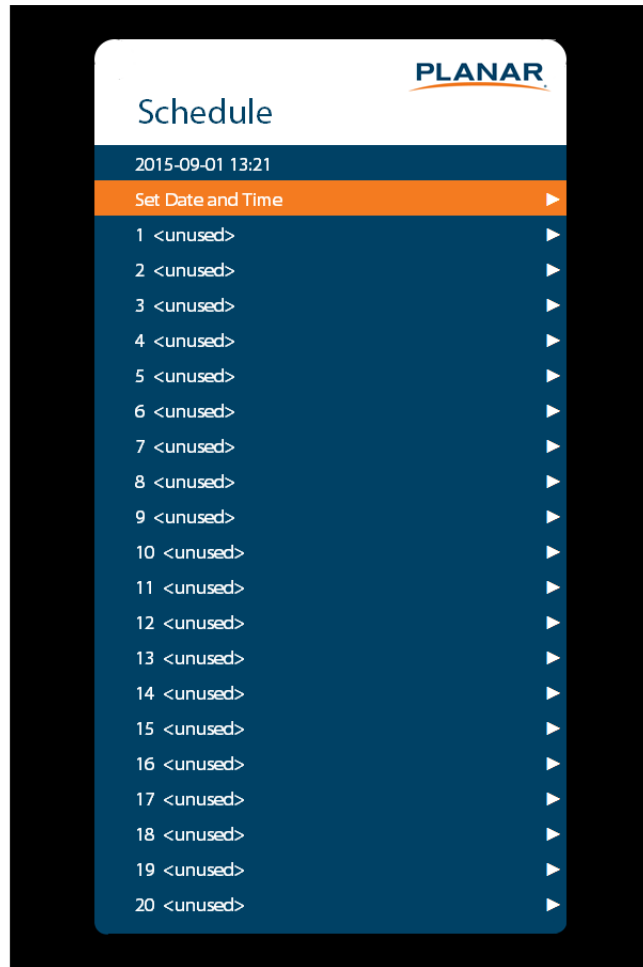 PLANAR
Schedule
2015-09-01 13:21
Set Date and Time
1 <unused>
2 <unused>
3 <unused>
4 <unused>
5 <unused>
6 <unused>
7 <unused>
8 <unused>
9 <unused>
10 <unused>
11 <unused>
12 <unused>
13 <unused>
14 <unused>
15 <unused>
16 <unused>
17 <unused>
18 <unused>
19 <unused>
20 <unused>